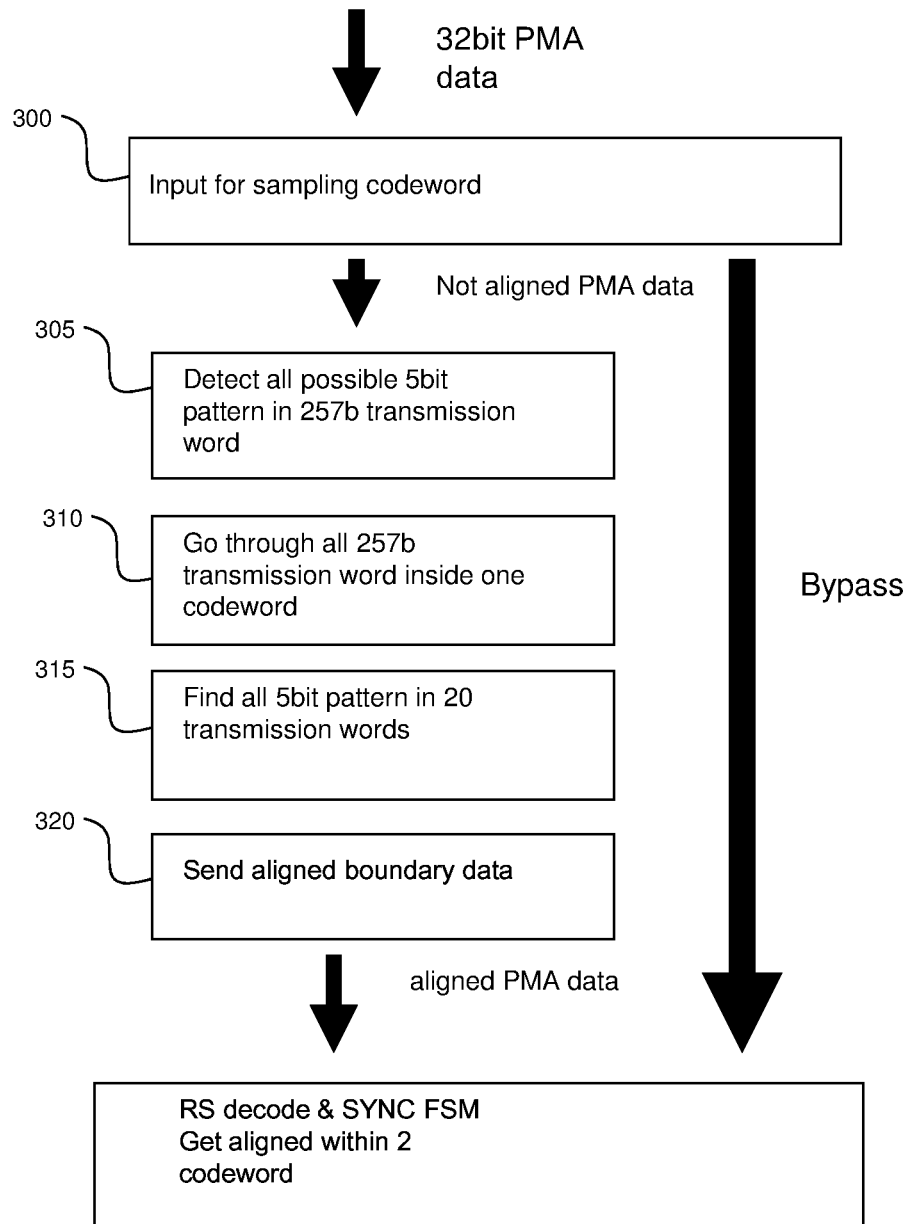 32bit PMA
data
300
Input for sampling codeword
Not aligned PMA data
305
Detect all possible 5bit
pattern in 257b transmission
word
310
Go through all 257b
transmission word inside one
codeword
Bypass
315
Find all 5bit pattern in 20
transmission words
320
Send aligned boundary data
aligned PMA data
RS decode & SYNC FSM
Get aligned within 2
codeword